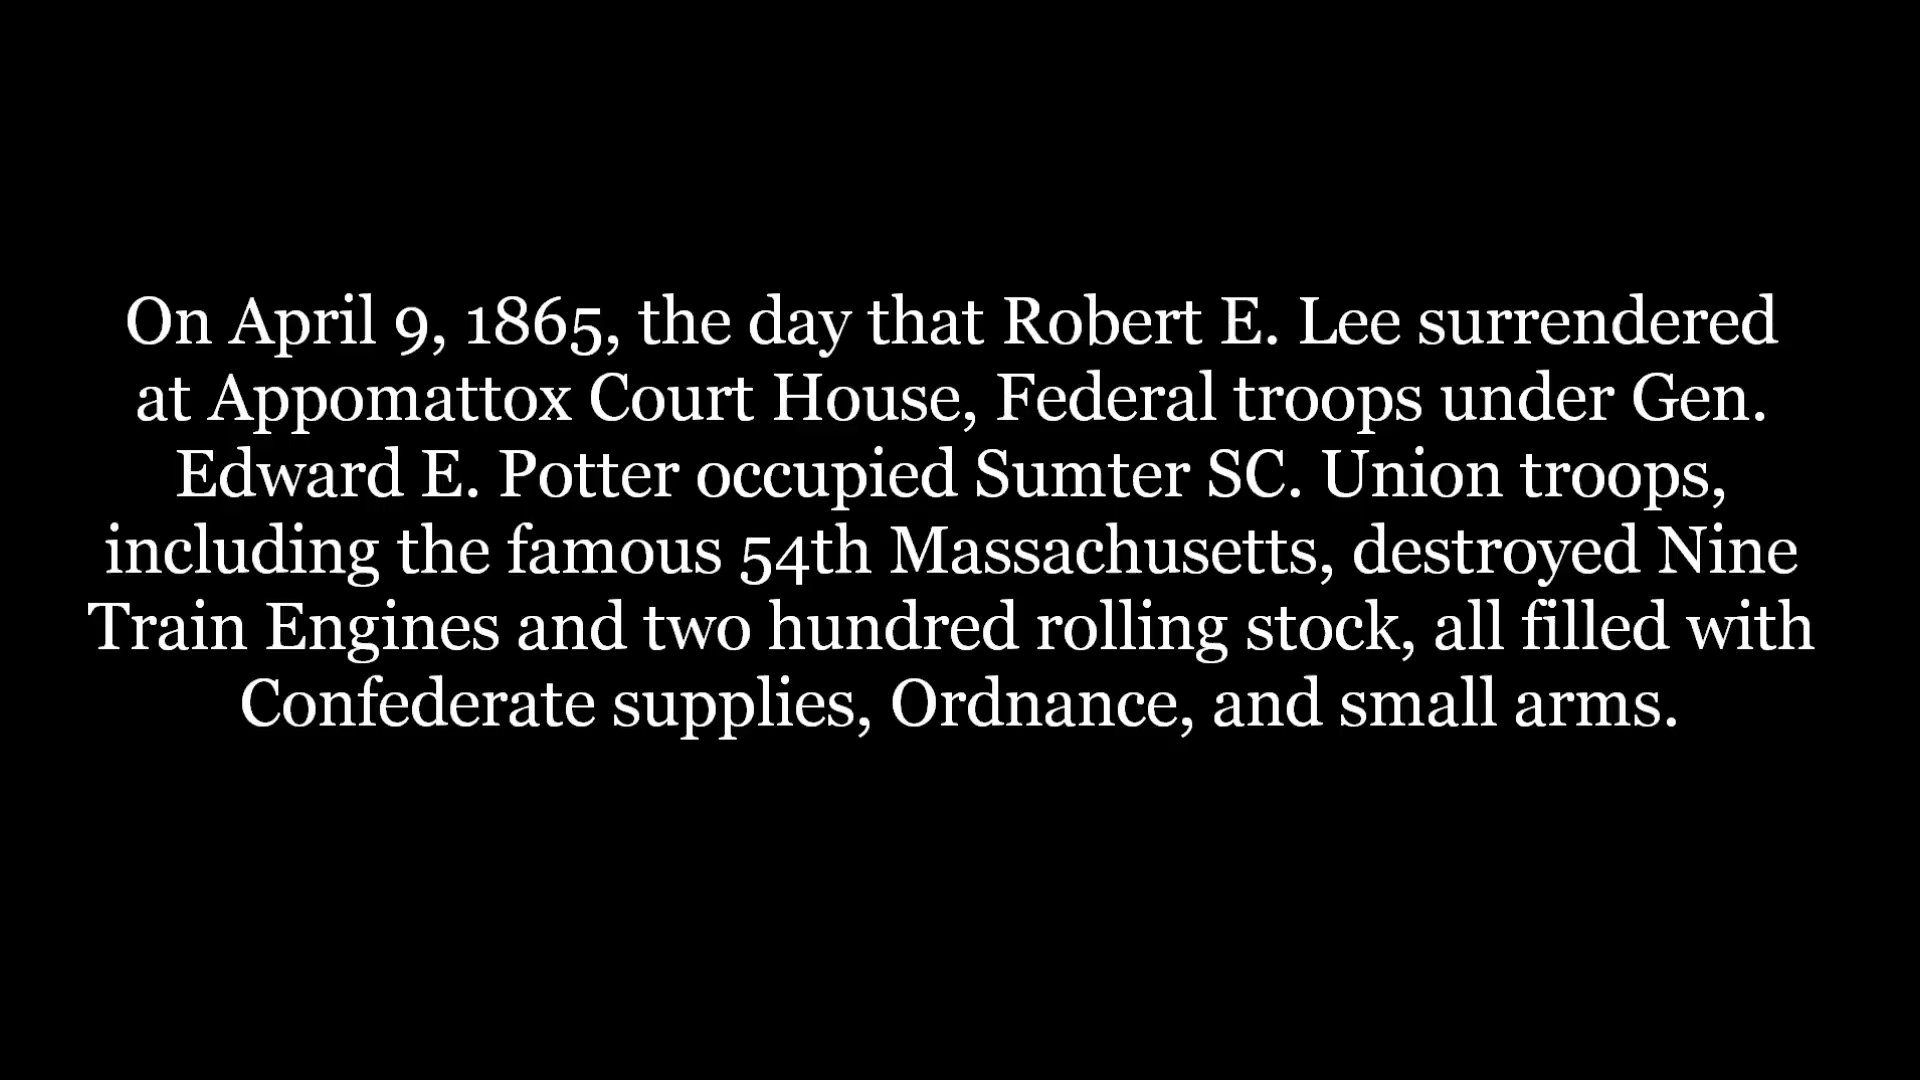 On April 9, 1865, the day that Robert E. Lee surrendered
at Appomattox Court House, Federal troops under Gen.
Edward E. Potter occupied Sumter SC. Union troops,
including the famous 54th Massachusetts, destroyed Nine
Train Engines and two hundred rolling stock, all filled with
Confederate supplies, Ordnance, and small arms.